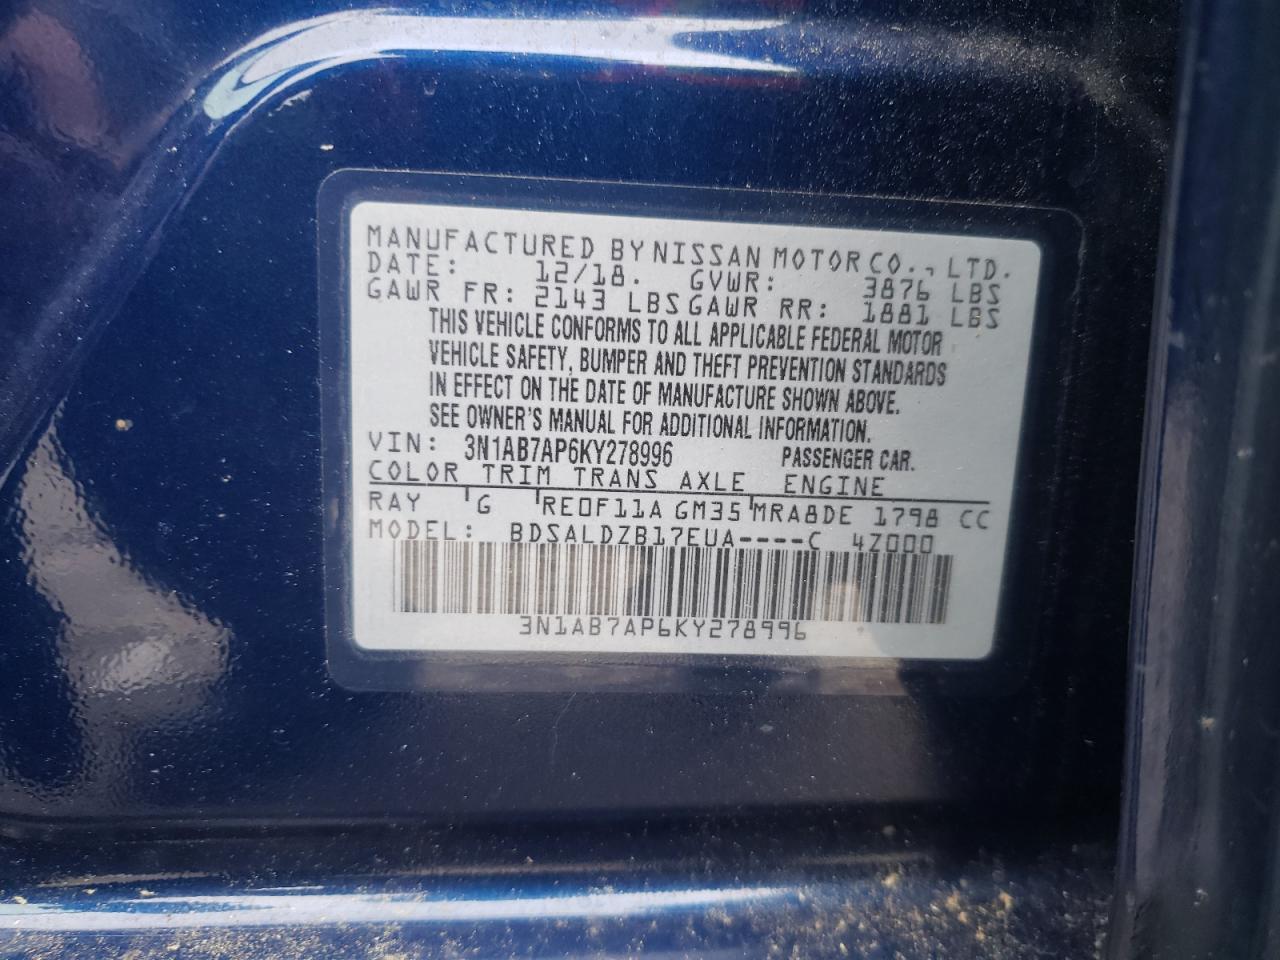 MANUFACTURED BY NISSAN MOTOR CO., LTD.
DATE: 12/18. GVWR: 3876 LBS
GAWR FR: 2143 LBS GAWR RR: 1881 LBS
THIS VEHICLE CONFORMS TO ALL APPLICABLE FEDERAL MOTOR
VEHICLE SAFETY, BUMPER AND THEFT PREVENTION STANDARDS
IN EFFECT ON THE DATE OF MANUFACTURE SHOWN ABOVE.
SEE OWNER'S MANUAL FOR ADDITIONAL INFORMATION.
VIN: 3N1AB7AP6KY278996 PASSENGER CAR.
COLOR TRIM TRANS AXLE ENGINE
RAY G RE0F11A GM35 MRA8DE 1798 CC
MODEL: BDSALDZB17EUA----C 4Z000
3N1AB7AP6KY278996